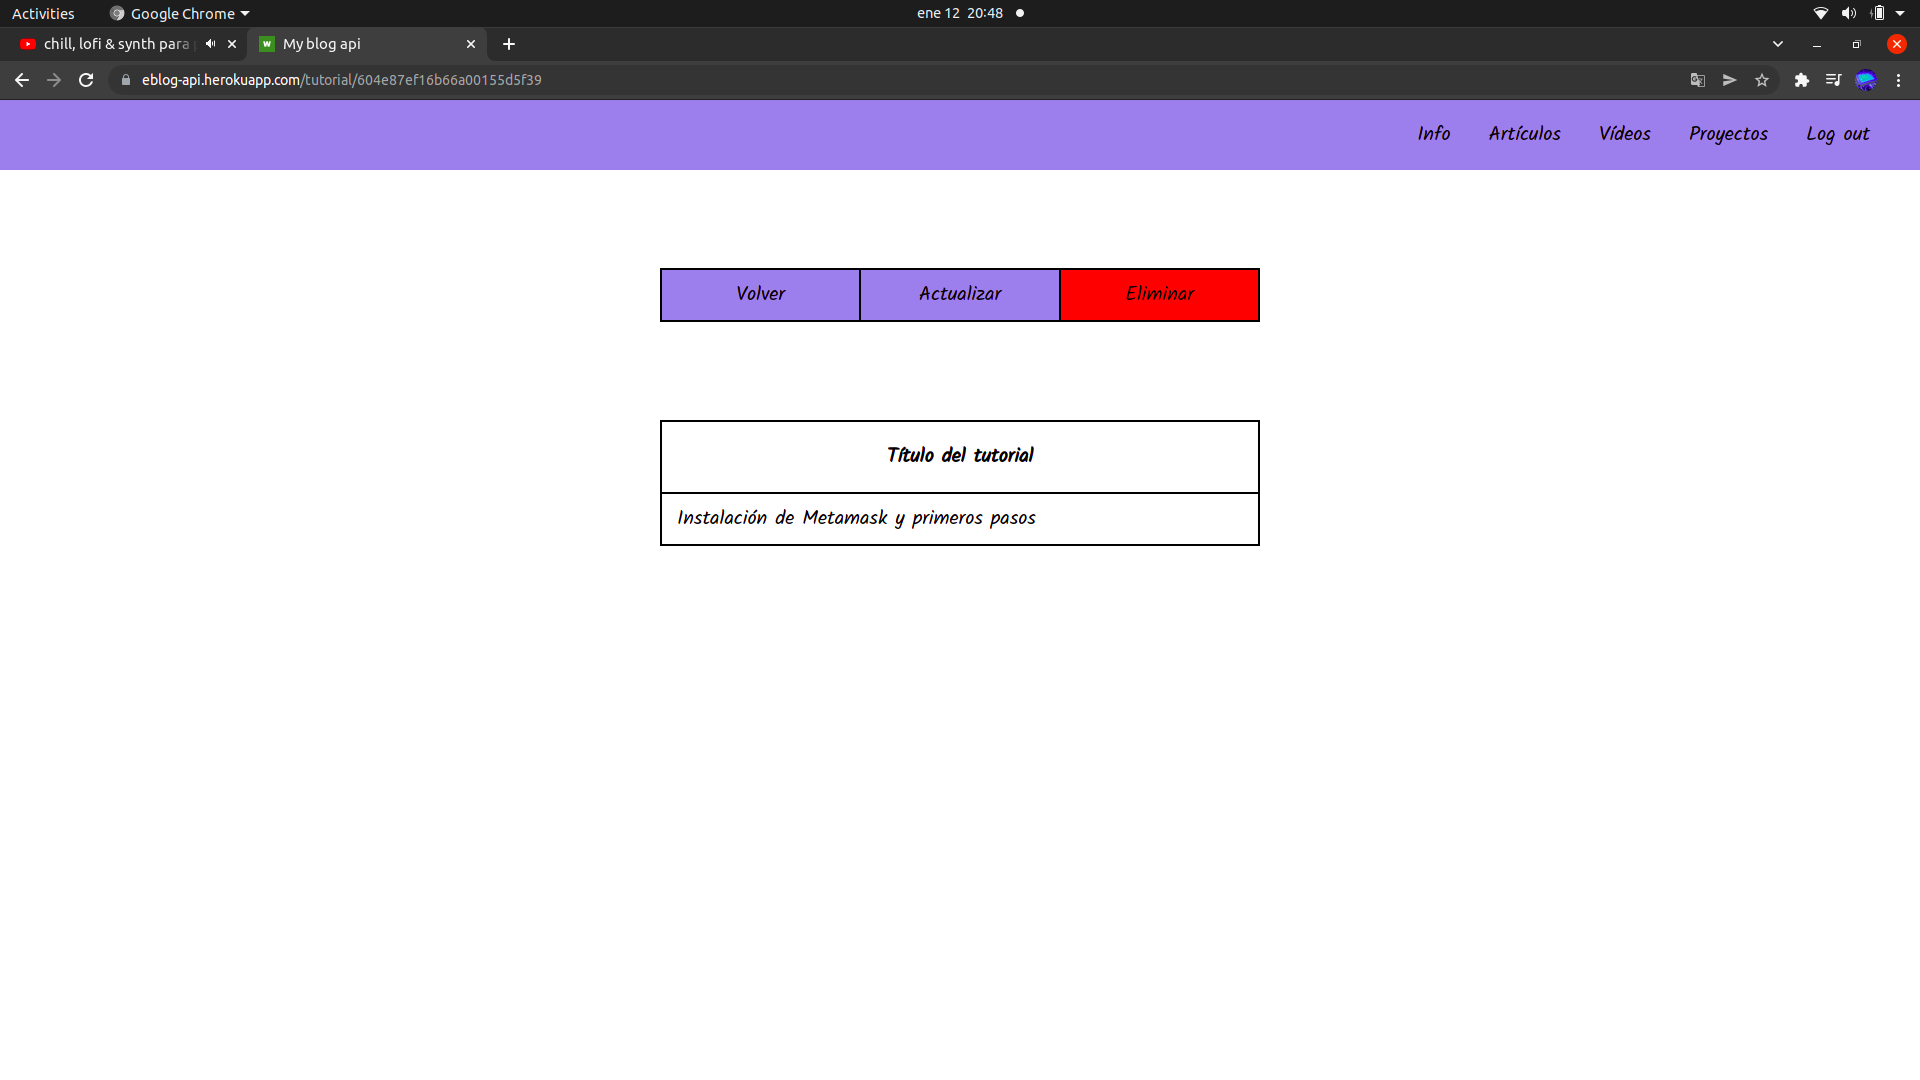 Activities
Google Chrome
ene 12 20:48
chill, lofi & synth para
My blog api
eblog-api.herokuapp.com/tutorial/604e87ef16b66a00155d5f39
Info
Artículos
Vídeos
Proyectos
Log out
Volver
Actualizar
Eliminar
Título del tutorial
Instalación de Metamask y primeros pasos